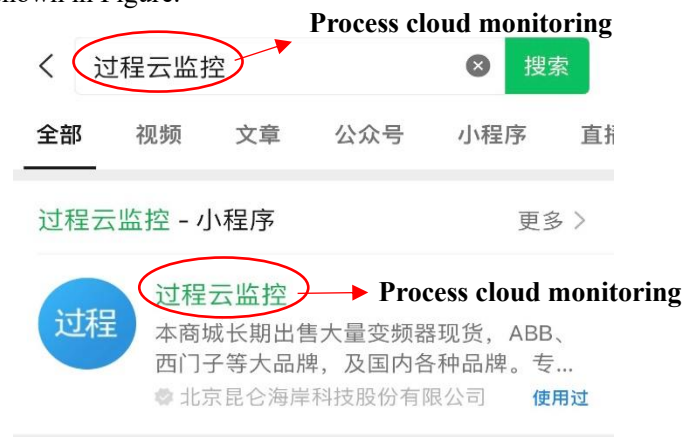 shown in Figure.
Process cloud monitoring
过程云监控 搜索
全部 视频 文章 公众号 小程序 直播
过程云监控 - 小程序 更多
过程 过程云监控 Process cloud monitoring
本商城长期出售大量变频器现货，ABB、
西门子等大品牌，及国内各种品牌。专...
北京昆仑海岸科技股份有限公司 使用过